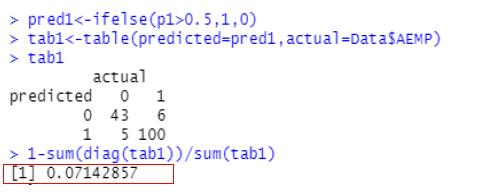 > pred1<-ifelse(p1>0.5,1,0)
> tab1<-table(predicted=pred1,actual=Data$AEMP)
> tab1
actual
predicted 0 1
0 43 6
1 5 100
> 1-sum(diag(tab1))/sum(tab1)
[1] 0.07142857